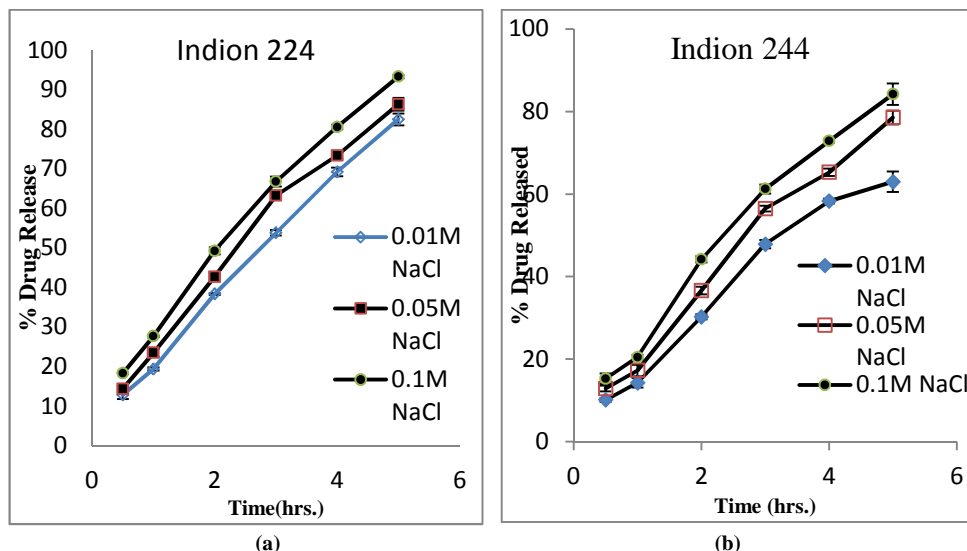 Indion 224
% Drug Release
100
90
80
70
60
50
40
30
20
10
0
0 2 4 6
Time(hrs.)
0.01M
NaCl
0.05M
NaCl
0.1M
NaCl
(a)
Indion 244
% Drug Released
100
80
60
40
20
0
0 2 4 6
Time (hrs.)
0.01M
NaCl
0.05M
NaCl
0.1M NaCl
(b)